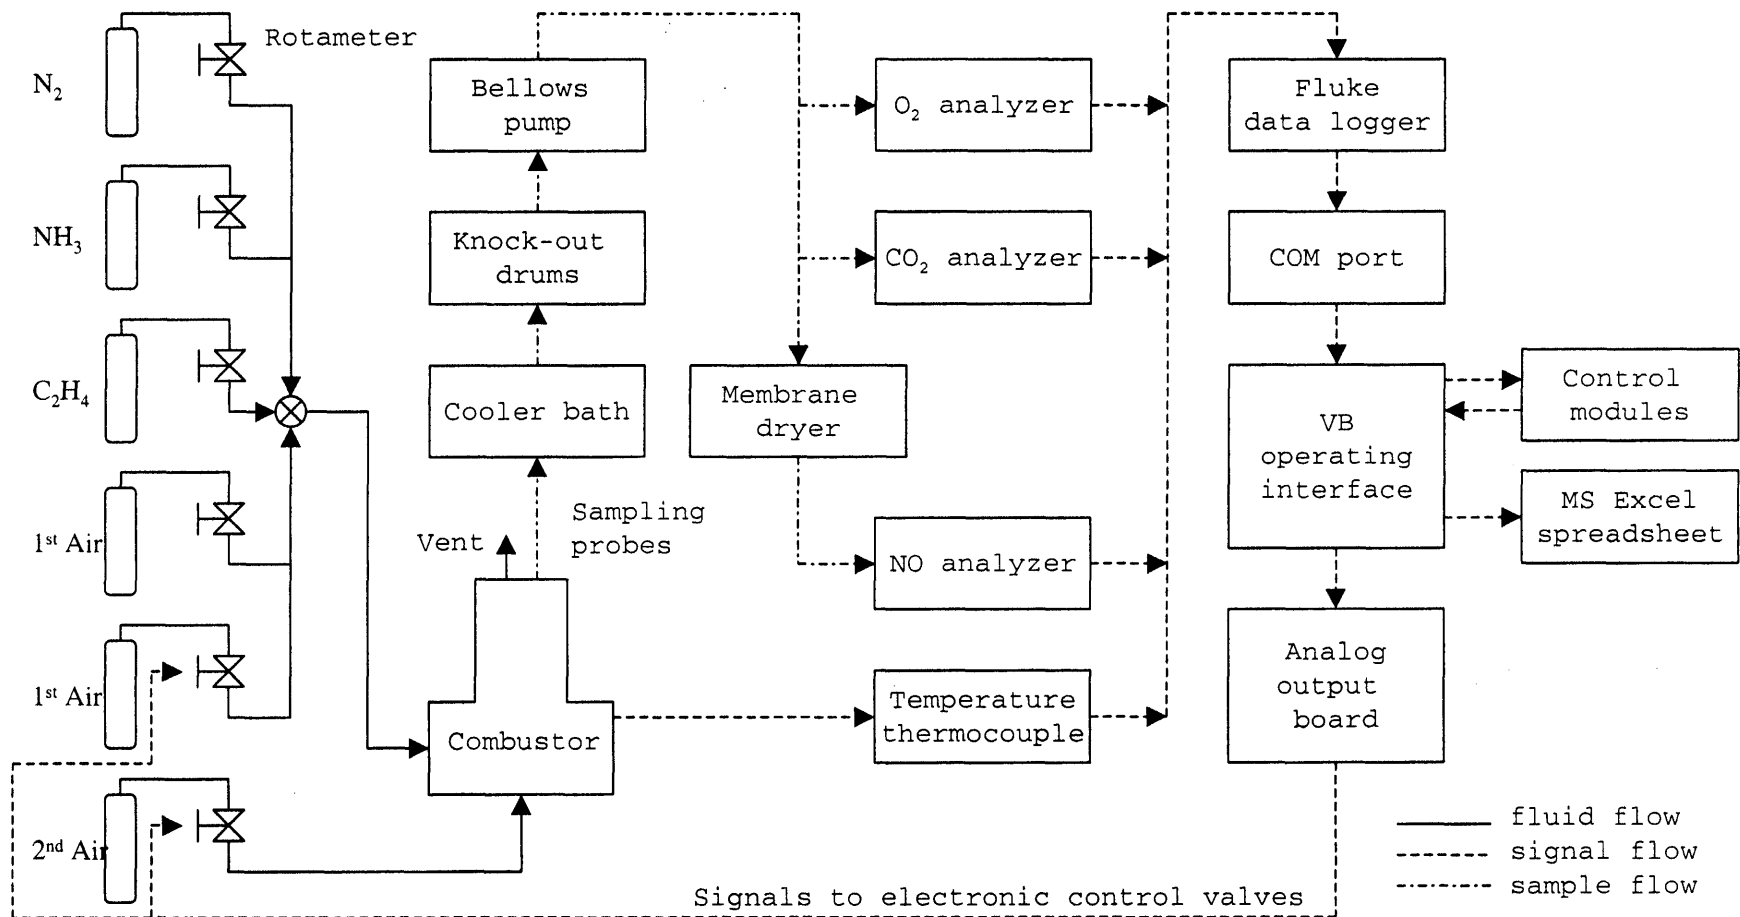 Rotameter
N₂
NH₃
C₂H₄
1st Air
1st Air
2nd Air
Bellows
pump
Knock-out
drums
Cooler bath
Sampling
probes
Vent
Combustor
O₂ analyzer
CO₂ analyzer
Membrane
dryer
NO analyzer
Temperature
thermocouple
Fluke
data logger
COM port
VB
operating
interface
Control
modules
MS Excel
spreadsheet
Analog
output
board
Signals to electronic control valves
fluid flow
signal flow
sample flow